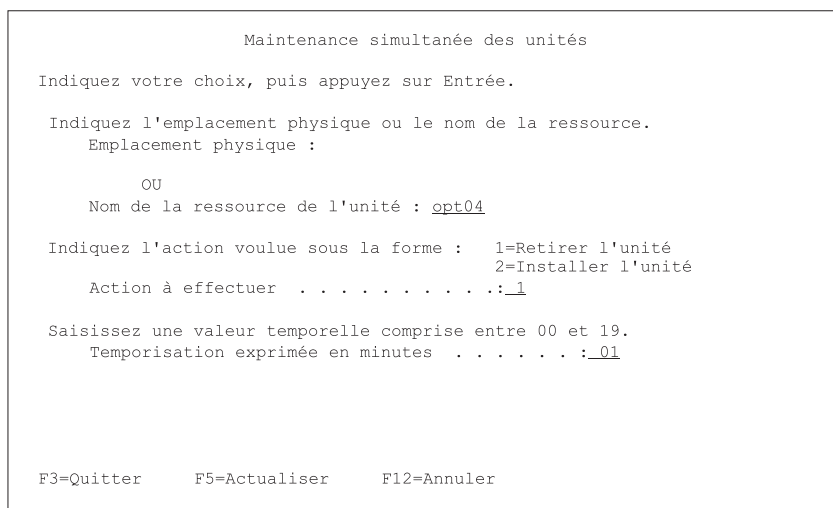 Maintenance simultanée des unités
Indiquez votre choix, puis appuyez sur Entrée.
Indiquez l'emplacement physique ou le nom de la ressource.
Emplacement physique :
OU
Nom de la ressource de l'unité : opt04
Indiquez l'action voulue sous la forme : 1=Retirer l'unité
2=Installer l'unité
Action à effectuer . . . . . . . . . .: 1
Saisissez une valeur temporelle comprise entre 00 et 19.
Temporisation exprimée en minutes . . . . . . : 01
F3=Quitter F5=Actualiser F12=Annuler